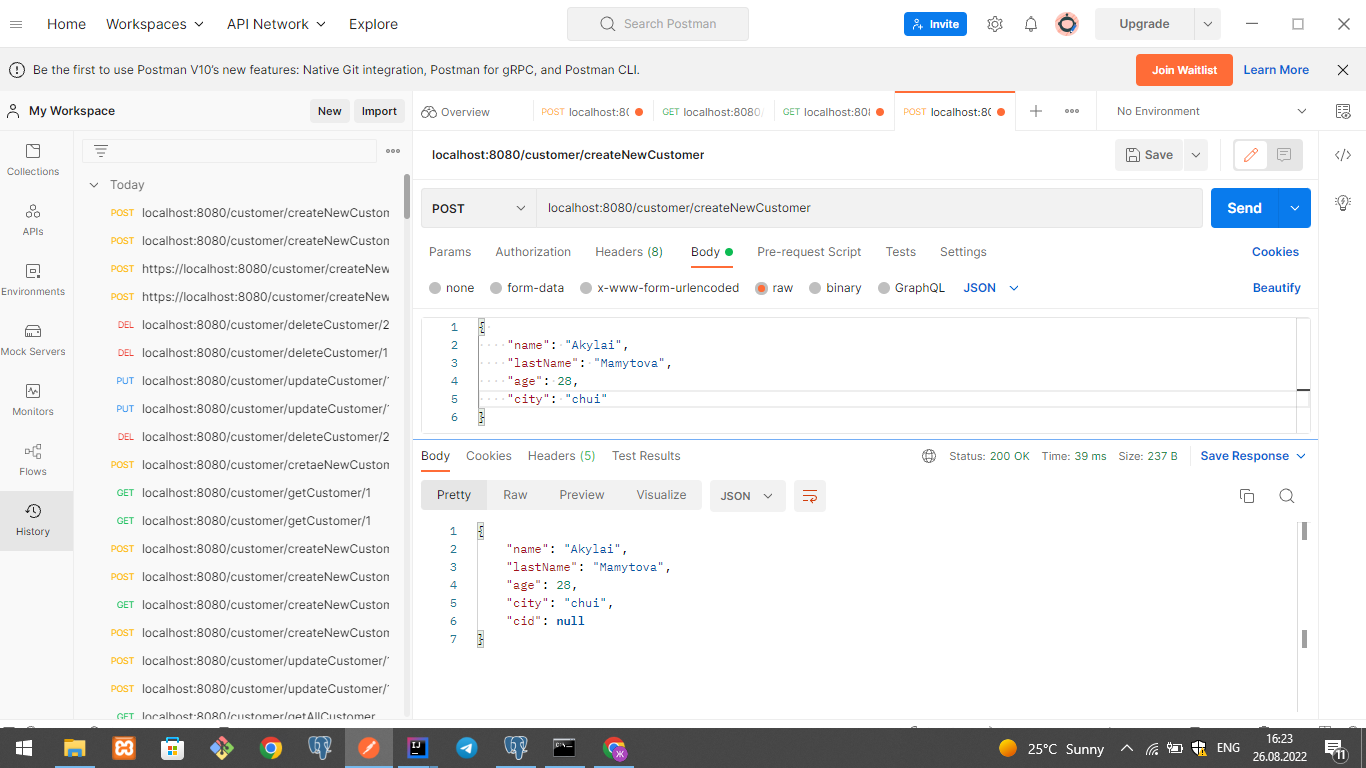 Home Workspaces API Network Explore Search Postman Invite Upgrade
Be the first to use Postman V10's new features: Native Git integration, Postman for gRPC, and Postman CLI. Join Waitlist Learn More
My Workspace New Import Overview POST localhost:80 GET localhost:8080/ GET localhost:808 POST localhost:80 No Environment
Collections
APIs
Environments
Mock Servers
Monitors
Flows
History
Today
POST localhost:8080/customer/createNewCuston
POST localhost:8080/customer/createNewCuston
POST https://localhost:8080/customer/createNew
POST https://localhost:8080/customer/createNew
DEL localhost:8080/customer/deleteCustomer/2
DEL localhost:8080/customer/deleteCustomer/1
PUT localhost:8080/customer/updateCustomer/
PUT localhost:8080/customer/updateCustomer/
DEL localhost:8080/customer/deleteCustomer/2
POST localhost:8080/customer/cretaeNewCuston
GET localhost:8080/customer/getCustomer/1
GET localhost:8080/customer/getCustomer/1
POST localhost:8080/customer/createNewCuston
POST localhost:8080/customer/createNewCuston
GET localhost:8080/customer/createNewCuston
POST localhost:8080/customer/createNewCuston
POST localhost:8080/customer/updateCustomer/
POST localhost:8080/customer/updateCustomer/
GET localhost:8080/customer/getAllCustomer
localhost:8080/customer/createNewCustomer Save
POST localhost:8080/customer/createNewCustomer Send
Params Authorization Headers (8) Body Pre-request Script Tests Settings Cookies
none form-data x-www-form-urlencoded raw binary GraphQL JSON Beautify
1 {
2 "name": "Akylai",
3 "lastName": "Mamytova",
4 "age": 28,
5 "city": "chui"
6 }
Body Cookies Headers (5) Test Results Status: 200 OK Time: 39 ms Size: 237 B Save Response
Pretty Raw Preview Visualize JSON
1 {
2 "name": "Akylai",
3 "lastName": "Mamytova",
4 "age": 28,
5 "city": "chui",
6 "cid": null
7 }
25°C Sunny ENG 16:23
26.08.2022
11